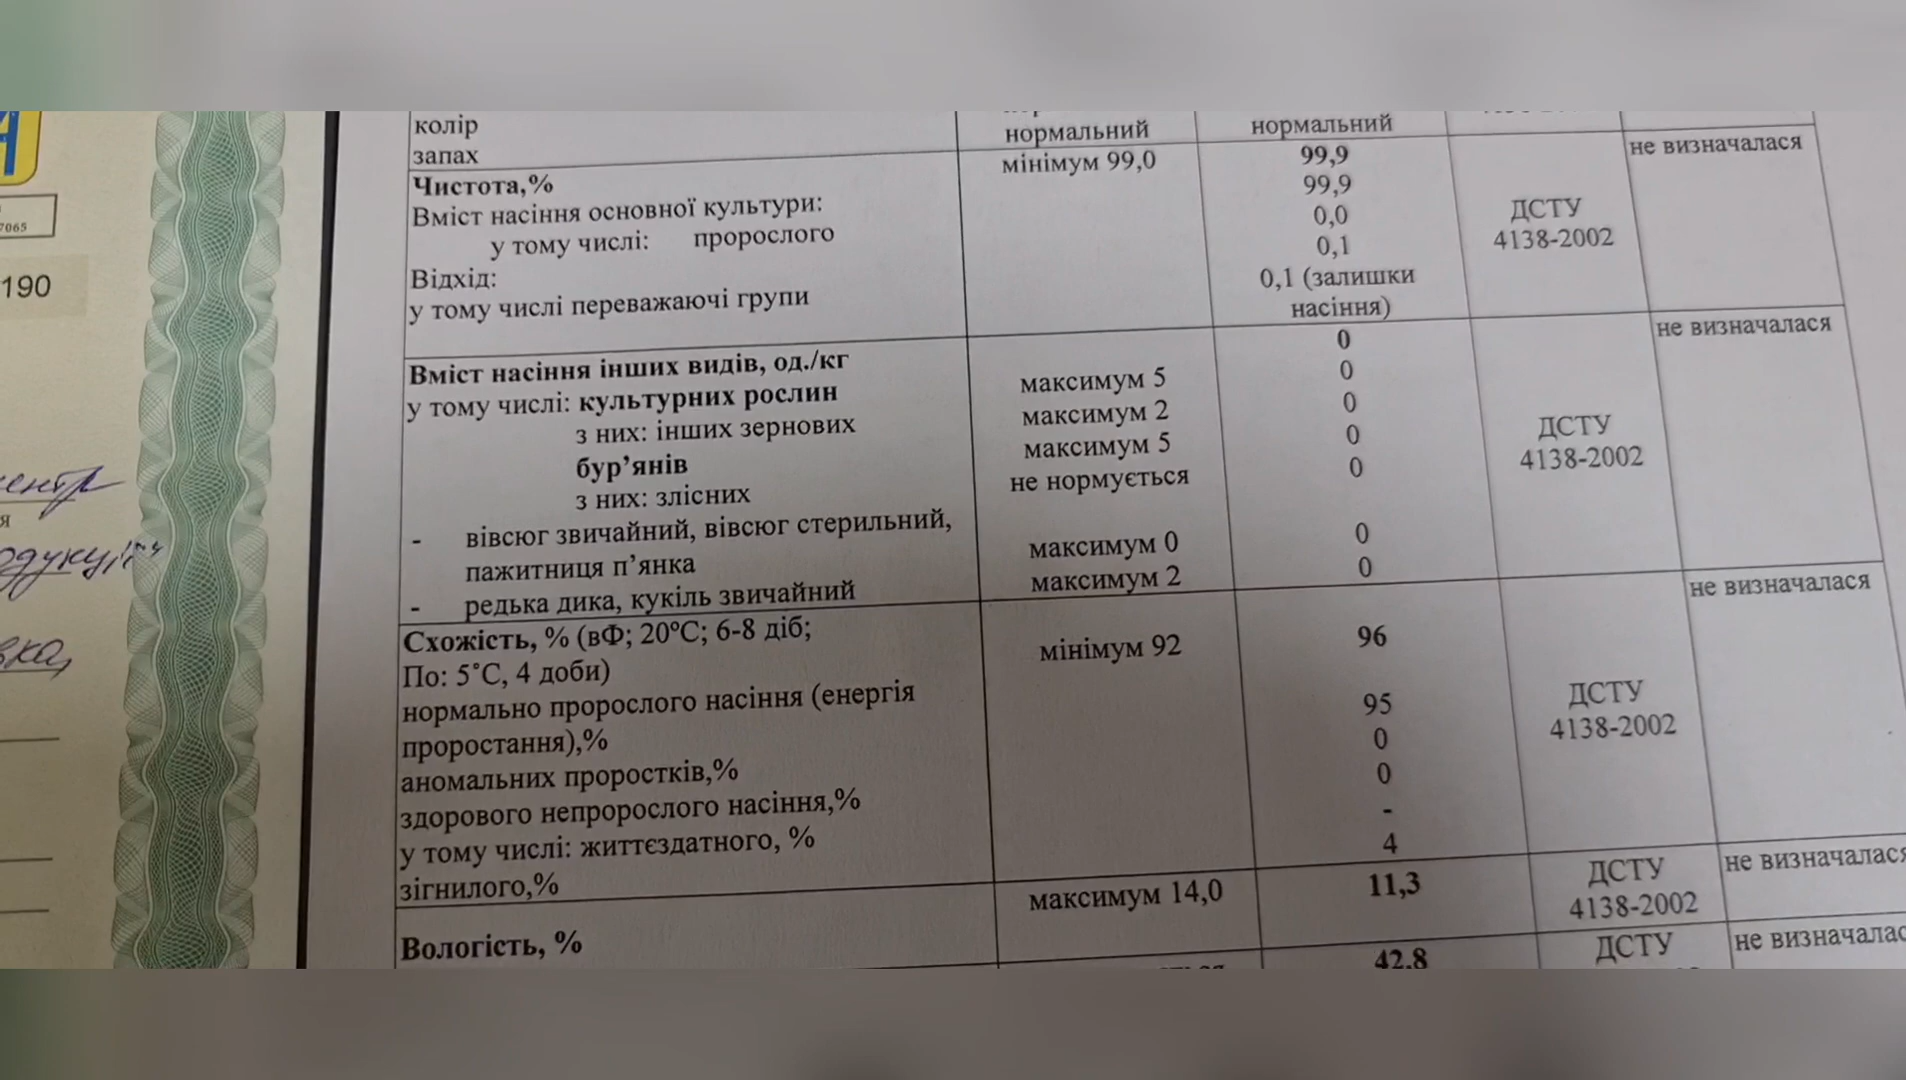 7065
190
колір
запах
нормальний
нормальний
Чистота,%
мінімум 99,0
99,9
не визначалася
Вміст насіння основної культури:
99,9
у тому числі: пророслого
0,0
ДСТУ
4138-2002
Відхід:
0,1
у тому числі переважаючі групи
0,1 (залишки
насіння)
Вміст насіння інших видів, од./кг
0
не визначалася
у тому числі: культурних рослин
максимум 5
0
з них: інших зернових
максимум 2
0
ДСТУ
4138-2002
бур’янів
максимум 5
0
з них: злісних
не нормується
0
- вівсюг звичайний, вівсюг стерильний,
пажитниця п’янка
максимум 0
0
- редька дика, кукіль звичайний
максимум 2
0
Схожість, % (вФ; 20°С; 6-8 діб;
мінімум 92
96
не визначалася
По: 5°С, 4 доби)
нормально пророслого насіння (енергія
проростання),%
95
ДСТУ
4138-2002
аномальних проростків,%
0
здорового непророслого насіння,%
0
у тому числі: життєздатного, %
-
зігнилого,%
4
Вологість, %
максимум 14,0
11,3
ДСТУ
4138-2002
не визначалася
42,8
ДСТУ